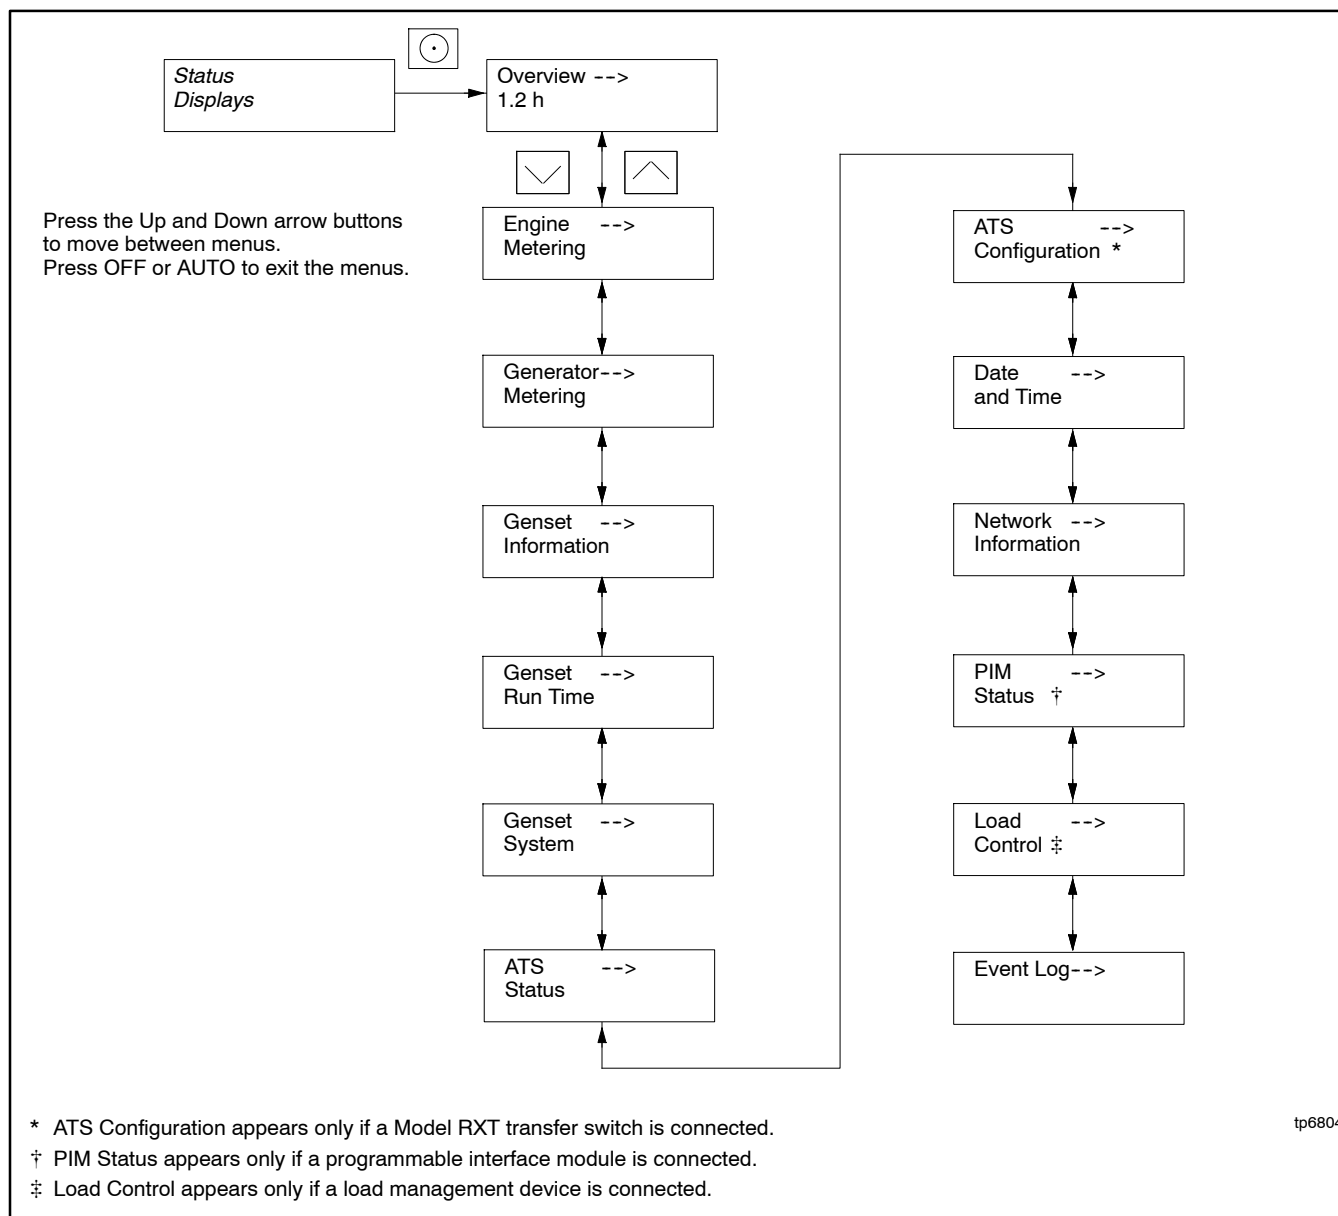 Status
Displays
Overview -->
1.2 h
Press the Up and Down arrow buttons
to move between menus.
Press OFF or AUTO to exit the menus.
Engine -->
Metering
Generator-->
Metering
Genset -->
Information
Genset -->
Run Time
Genset -->
System
ATS -->
Status
ATS -->
Configuration *
Date -->
and Time
Network -->
Information
PIM -->
Status †
Load -->
Control ‡
Event Log-->
* ATS Configuration appears only if a Model RXT transfer switch is connected.
† PIM Status appears only if a programmable interface module is connected.
‡ Load Control appears only if a load management device is connected.
tp6804